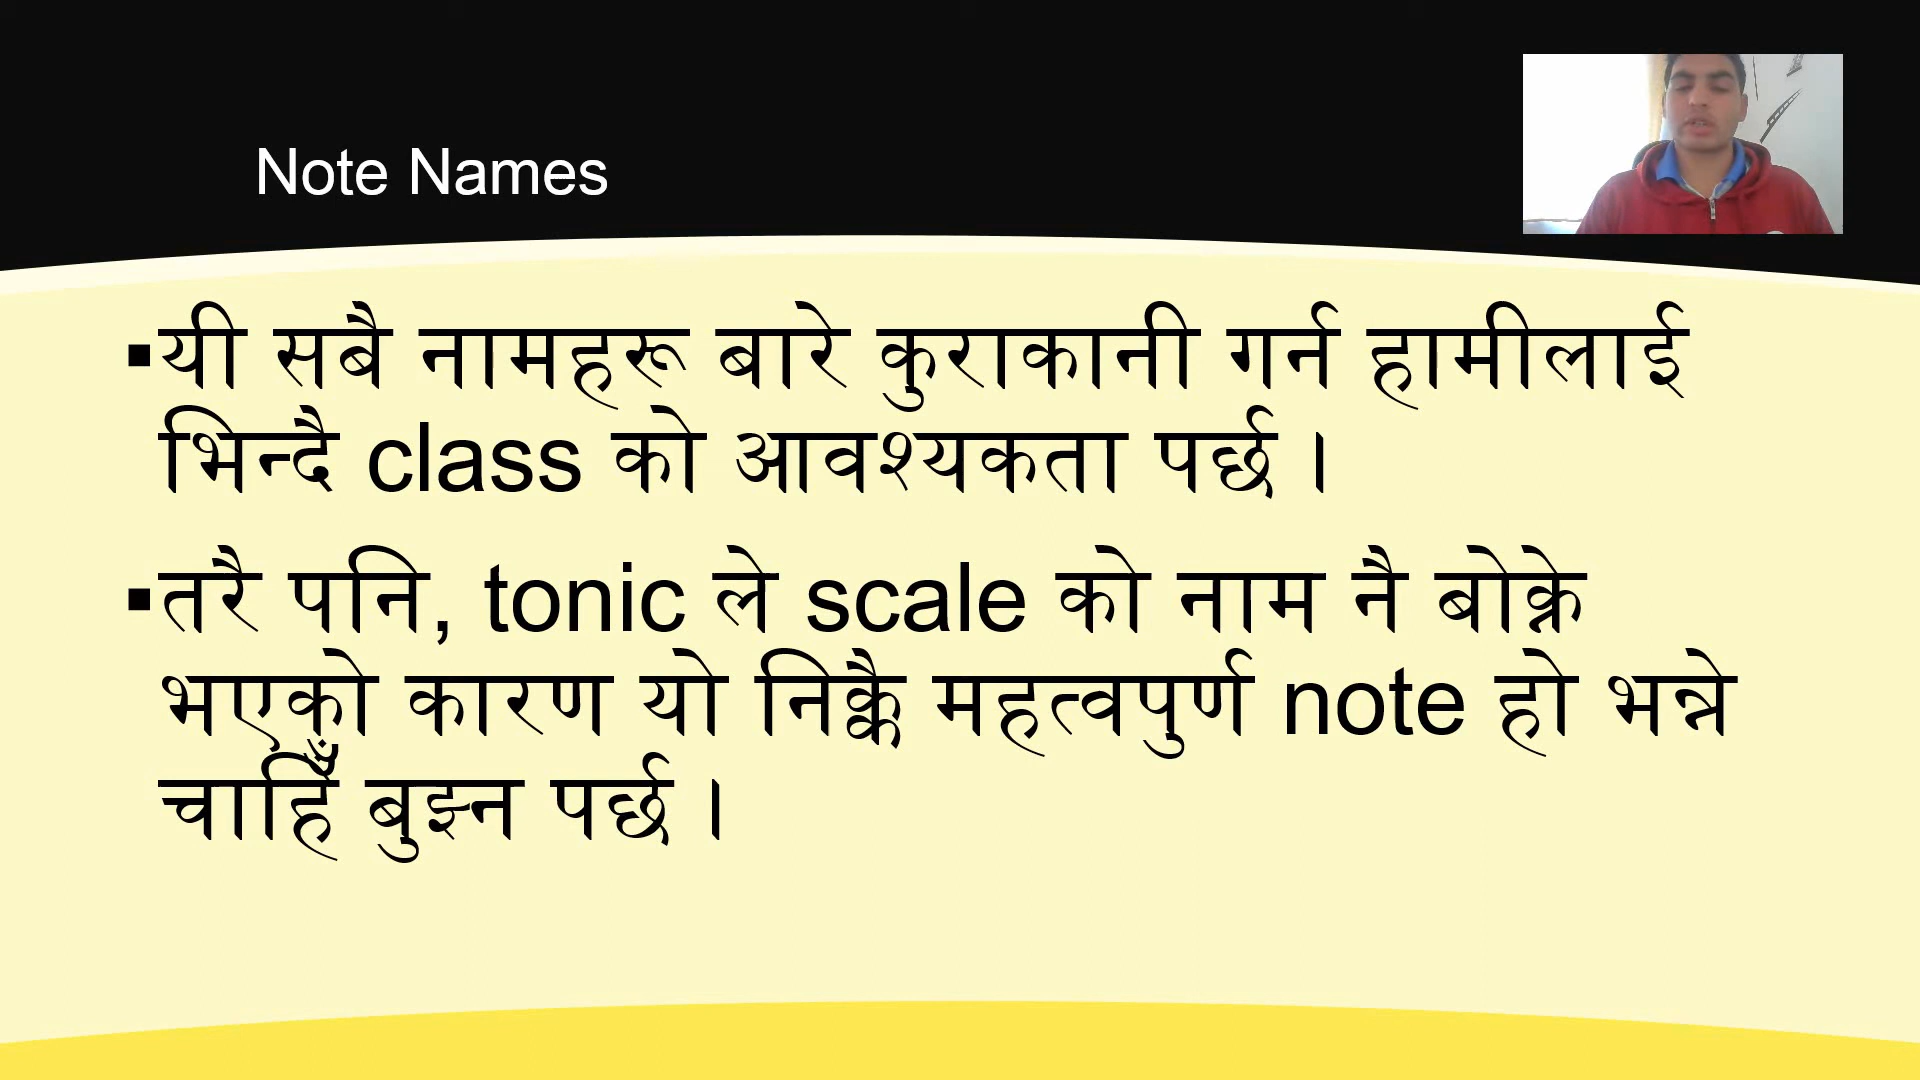 Note Names
▪यी सबै नामहरू बारे कुराकानी गर्न हामीलाई
भिन्दै class को आवश्यकता पर्छ ।
▪तरै पनि, tonic ले scale को नाम नै बोक्ने
भएको कारण यो निक्कै महत्वपुर्ण note हो भन्ने
चाहिँ बुझ्न पर्छ ।